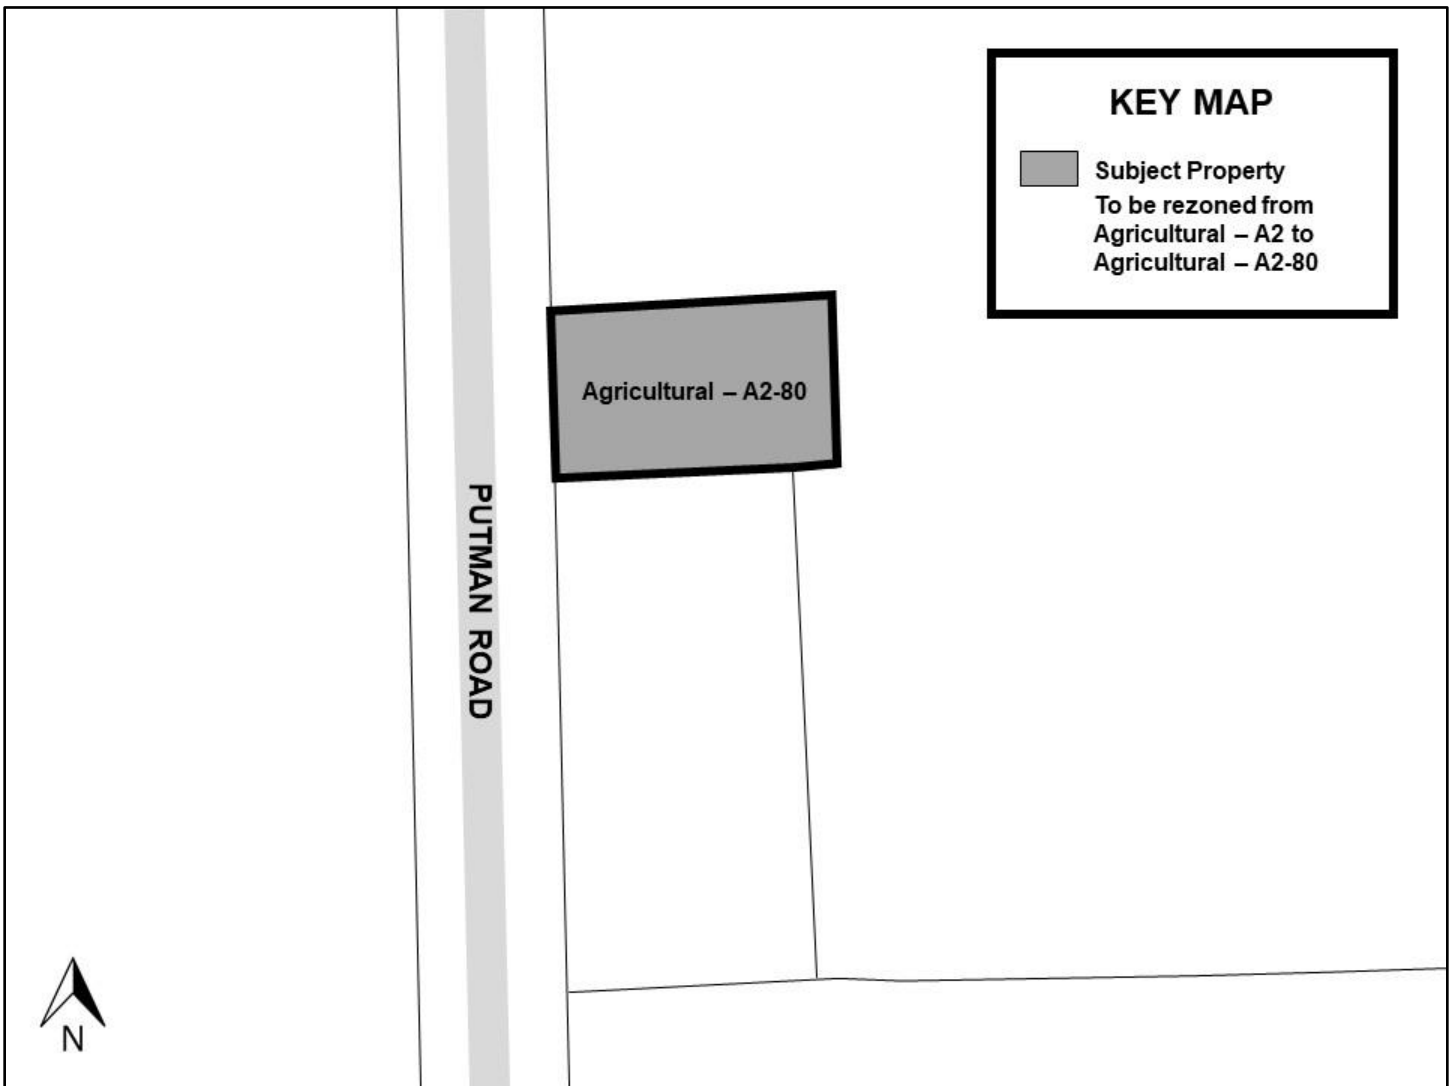 KEY MAP
Subject Property
To be rezoned from
Agricultural – A2 to
Agricultural – A2-80
Agricultural – A2-80
PUTMAN ROAD
N